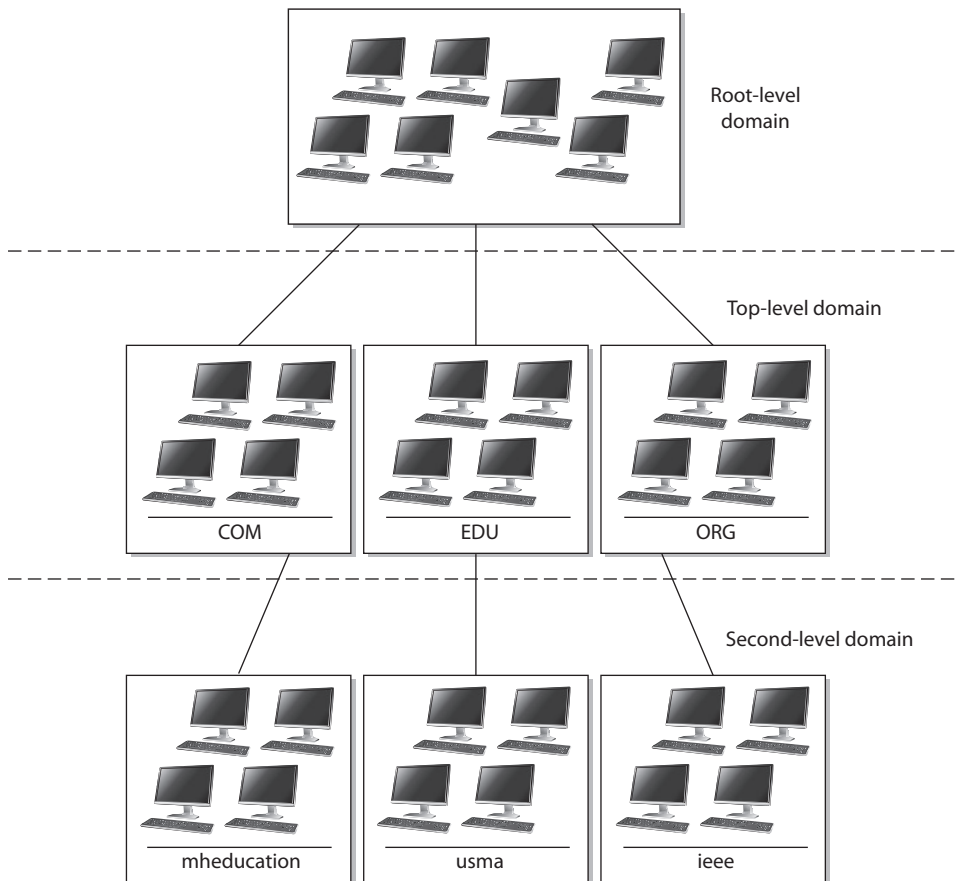 Root-level
domain
Top-level domain
COM
EDU
ORG
Second-level domain
mheducation
usma
ieee